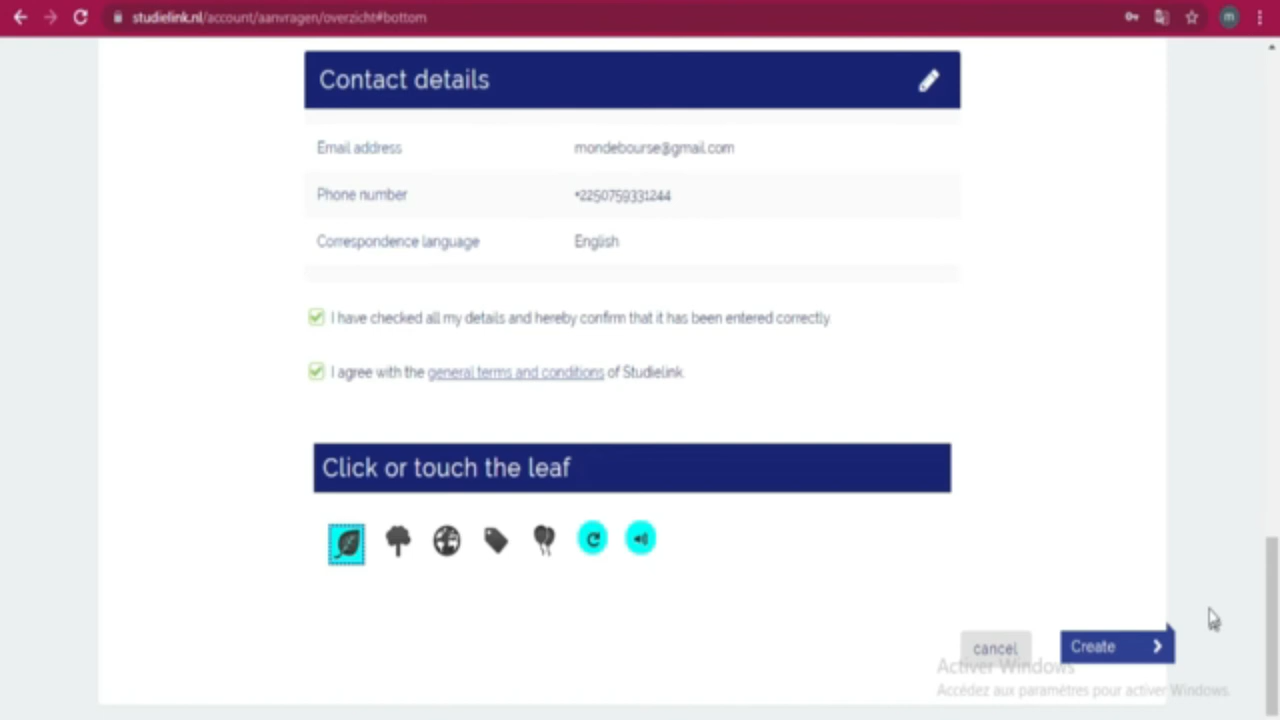 studielink.nl/account/aanvragen/overzicht#bottom
m
Contact details
Email address mondebourse@gmail.com
Phone number +2250759331244
Correspondence language English
I have checked all my details and hereby confirm that it has been entered correctly.
I agree with the general terms and conditions of Studielink.
Click or touch the leaf
cancel Create
Activer Windows
Accédez aux paramètres pour activer Windows.